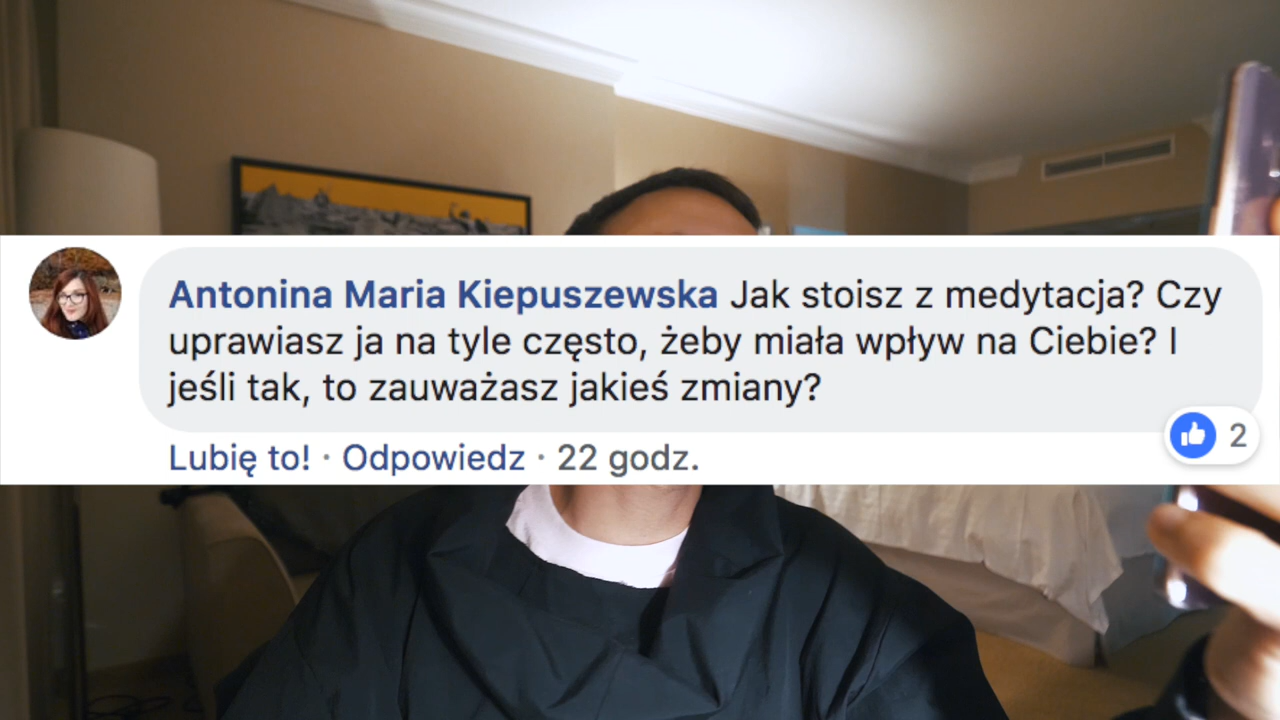 Antonina Maria Kiepuszewska Jak stoisz z medytacja? Czy
uprawiasz ja na tyle często, żeby miała wpływ na Ciebie? I
jeśli tak, to zauważasz jakieś zmiany?
2
Lubię to! · Odpowiedz · 22 godz.